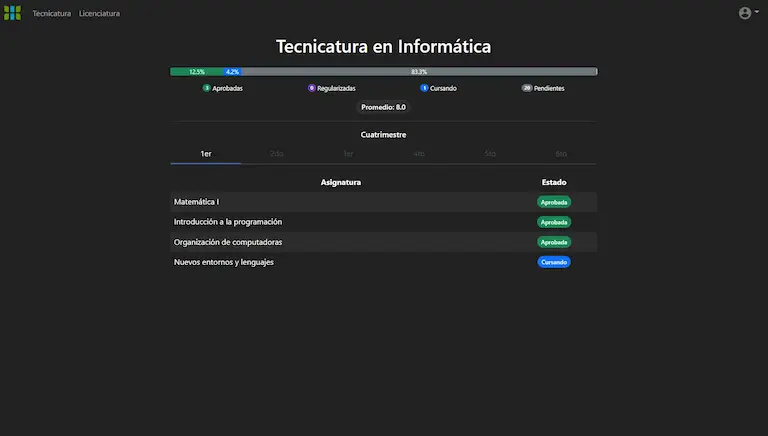 Tecnicatura Licenciatura
Tecnicatura en Informática
12.5% 4.2% 83.3%
3 Aprobadas 0 Regularizadas 1 Cursando 20 Pendientes
Promedio: 8.0
Cuatrimestre
1er 2do 3er 4to 5to 6to
Asignatura Estado
Matemática I Aprobada
Introducción a la programación Aprobada
Organización de computadoras Aprobada
Nuevos entornos y lenguajes Cursando